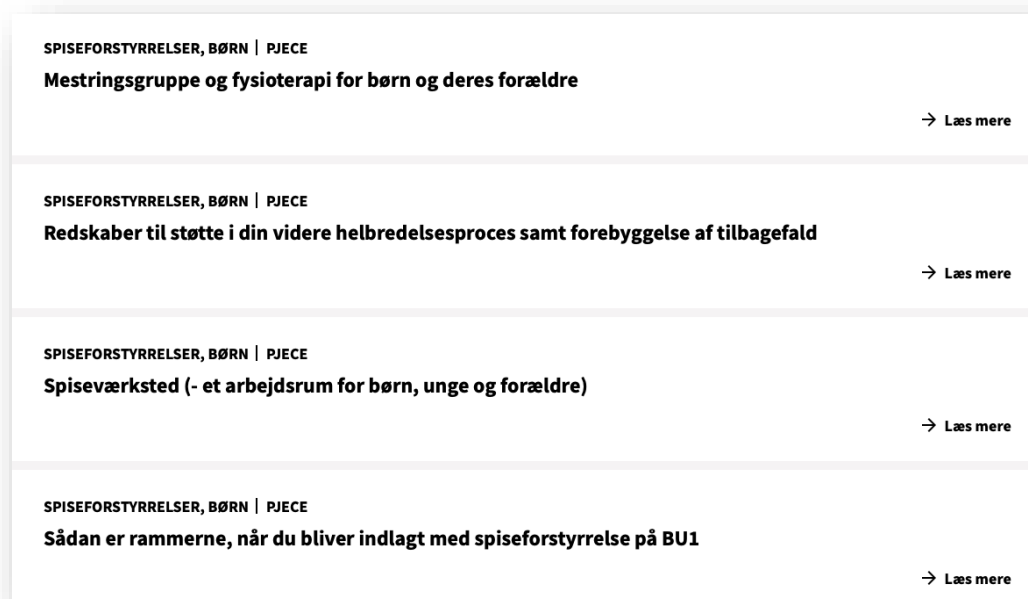 SPISEFORSTYRRELSER, BØRN | PJECE
Mestringsgruppe og fysioterapi for børn og deres forældre
→ Læs mere
SPISEFORSTYRRELSER, BØRN | PJECE
Redskaber til støtte i din videre helbredelsesproces samt forebyggelse af tilbagefald
→ Læs mere
SPISEFORSTYRRELSER, BØRN | PJECE
Spiseværksted (- et arbejdsrum for børn, unge og forældre)
→ Læs mere
SPISEFORSTYRRELSER, BØRN | PJECE
Sådan er rammerne, når du bliver indlagt med spiseforstyrrelse på BU1
→ Læs mere